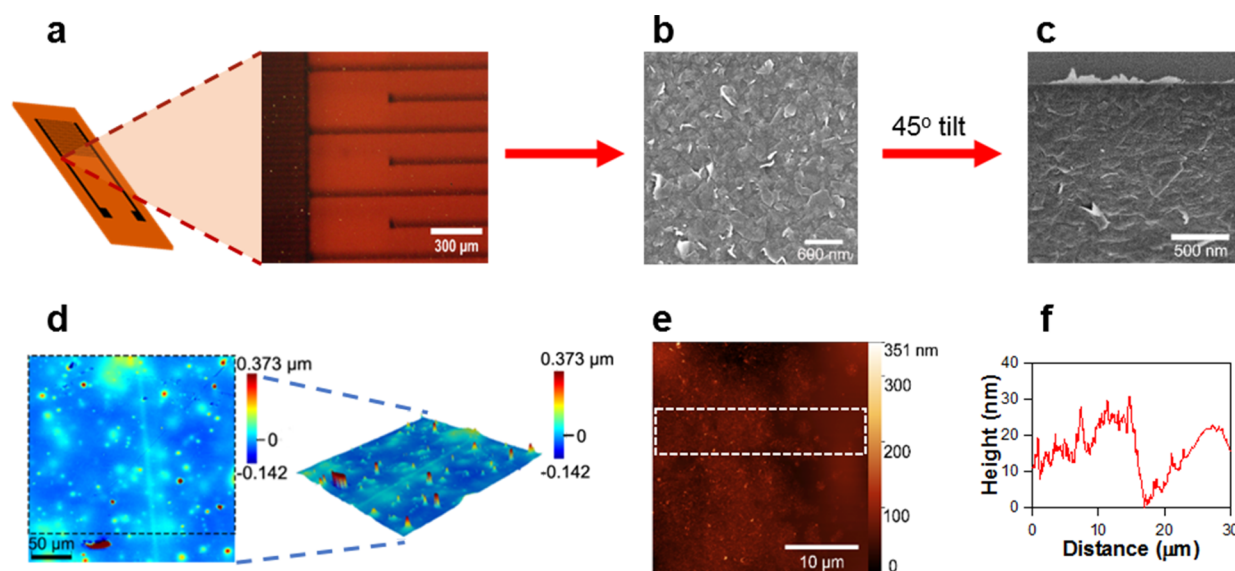 a
b
c
300 µm
600 nm
45° tilt
500 nm
d
e
f
0.373 µm
0
-0.142
50 µm
0.373 µm
0
-0.142
351 nm
300
200
100
0
10 µm
Height (nm)
40
30
20
10
0
0 10 20 30
Distance (µm)